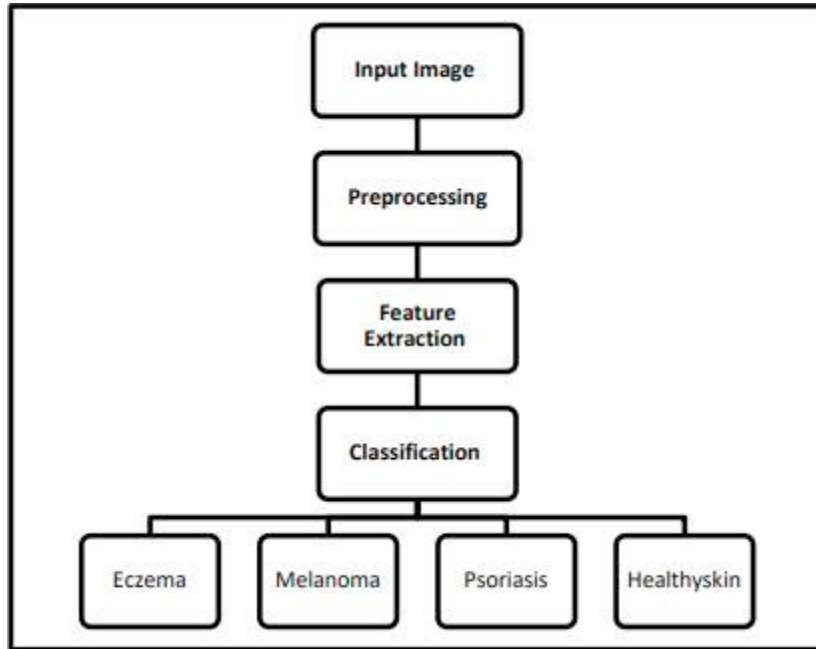 Input Image
Preprocessing
Feature
Extraction
Classification
Eczema
Melanoma
Psoriasis
Healthyskin